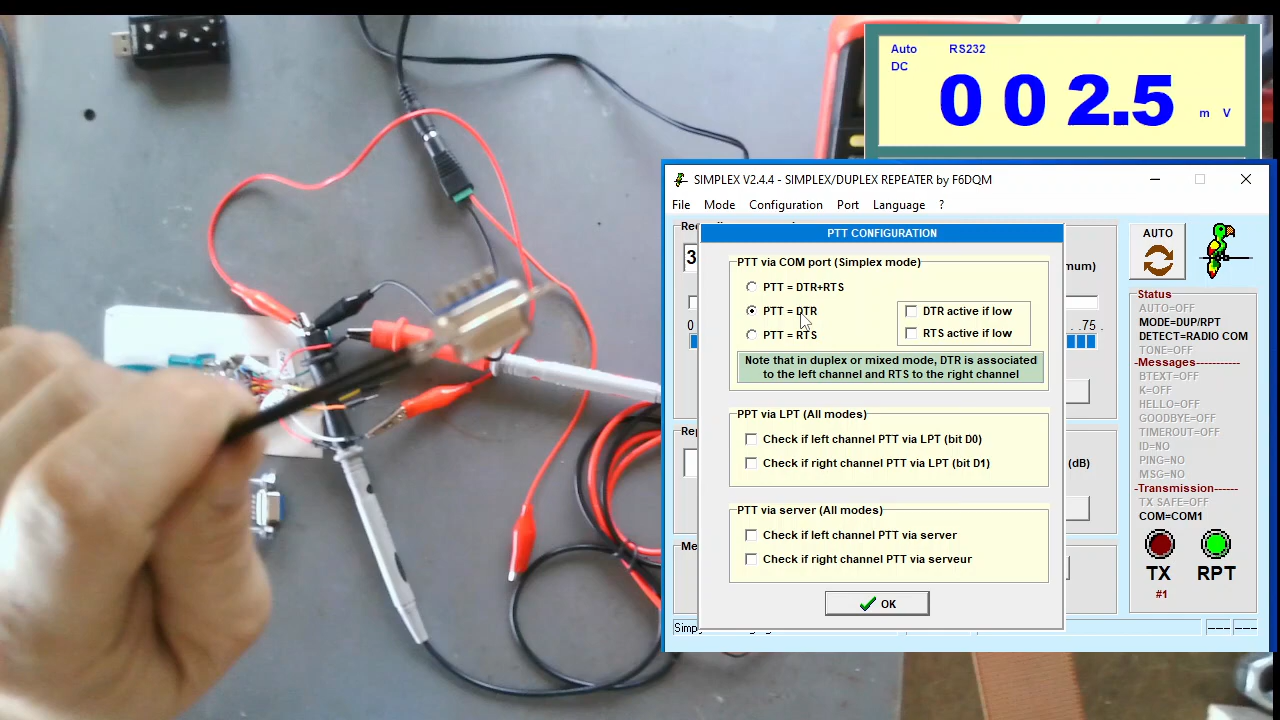 Auto RS232
DC
002.5 m V
SIMPLEX V2.4.4 - SIMPLEX/DUPLEX REPEATER by F6DQM
File Mode Configuration Port Language ?
PTT CONFIGURATION
PTT via COM port (Simplex mode)
PTT = DTR+RTS
PTT = DTR
PTT = RTS
DTR active if low
RTS active if low
Note that in duplex or mixed mode, DTR is associated
to the left channel and RTS to the right channel
PPT via LPT (All modes)
Check if left channel PTT via LPT (bit D0)
Check if right channel PTT via LPT (bit D1)
PTT via server (All modes)
Check if left channel PTT via server
Check if right channel PTT via serveur
OK
3
0
.75
(dB)
AUTO
Status
AUTO=OFF
MODE=DUP/RPT
DETECT=RADIO COM
TONE=OFF
-Messages-----------
BTEXT=OFF
K=OFF
HELLO=OFF
GOODBYE=OFF
TIMEROUT=OFF
ID=NO
PING=NO
MSG=NO
-Transmission------
TX SAFE=OFF
COM=COM1
TX RPT
#1